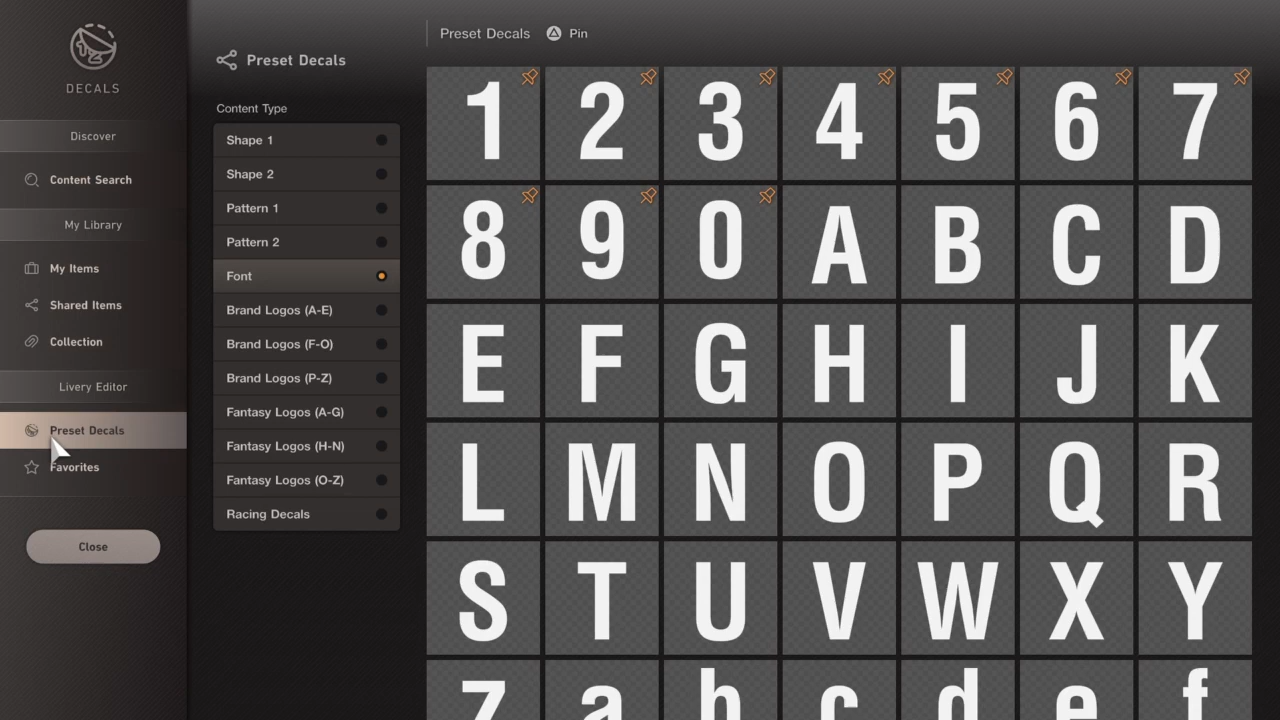 DECALS
Discover
Content Search
My Library
My Items
Shared Items
Collection
Livery Editor
Preset Decals
Favorites
Close
Preset Decals
Content Type
Shape 1
Shape 2
Pattern 1
Pattern 2
Font
Brand Logos (A-E)
Brand Logos (F-O)
Brand Logos (P-Z)
Fantasy Logos (A-G)
Fantasy Logos (H-N)
Fantasy Logos (O-Z)
Racing Decals
Preset Decals Pin
1 2 3 4 5 6 7
8 9 0 A B C D
E F G H I J K
L M N O P Q R
S T U V W X Y
Z a b c d e f